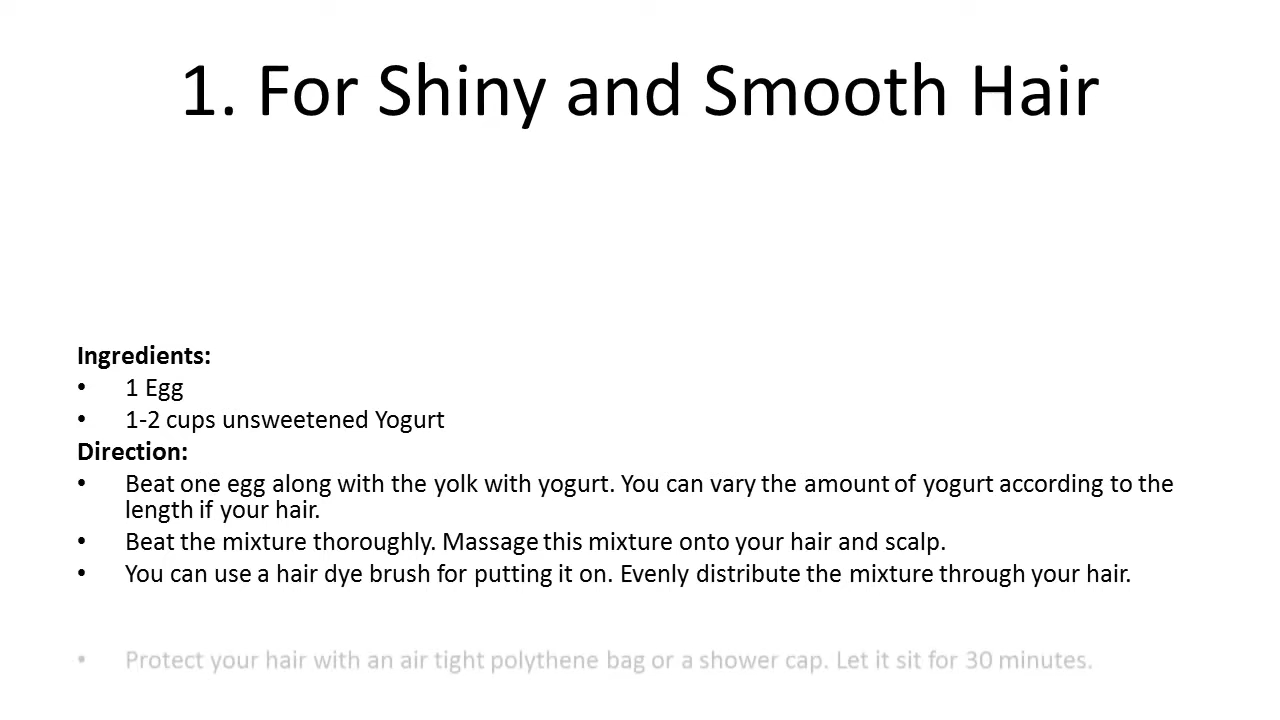 1. For Shiny and Smooth Hair
Ingredients:
• 1 Egg
• 1-2 cups unsweetened Yogurt
Direction:
• Beat one egg along with the yolk with yogurt. You can vary the amount of yogurt according to the
length if your hair.
• Beat the mixture thoroughly. Massage this mixture onto your hair and scalp.
• You can use a hair dye brush for putting it on. Evenly distribute the mixture through your hair.
• Protect your hair with an air tight polythene bag or a shower cap. Let it sit for 30 minutes.